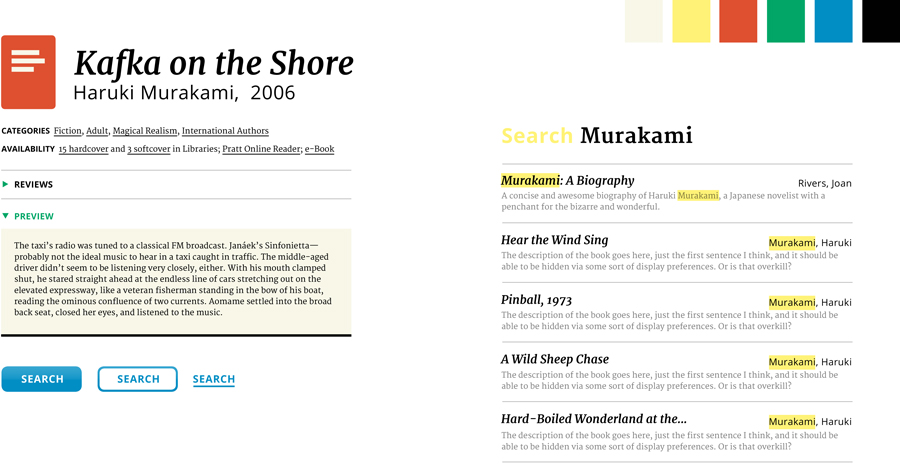 Kafka on the Shore
Haruki Murakami, 2006
CATEGORIES Fiction, Adult, Magical Realism, International Authors
AVAILABILITY 15 hardcover and 3 softcover in Libraries; Pratt Online Reader; e-Book
REVIEWS
PREVIEW
The taxi's radio was tuned to a classical FM broadcast. Janáek's Sinfonietta—
probably not the ideal music to hear in a taxi caught in traffic. The middle-aged
driver didn't seem to be listening very closely, either. With his mouth clamped
shut, he stared straight ahead at the endless line of cars stretching out on the
elevated expressway, like a veteran fisherman standing in the bow of his boat,
reading the ominous confluence of two currents. Aomame settled into the broad
back seat, closed her eyes, and listened to the music.
SEARCH
SEARCH
SEARCH
Search Murakami
Murakami: A Biography
Rivers, Joan
A concise and awesome biography of Haruki Murakami, a Japanese novelist with a
penchant for the bizarre and wonderful.
Hear the Wind Sing
Murakami, Haruki
The description of the book goes here, just the first sentence I think, and it should be
able to be hidden via some sort of display preferences. Or is that overkill?
Pinball, 1973
Murakami, Haruki
The description of the book goes here, just the first sentence I think, and it should be
able to be hidden via some sort of display preferences. Or is that overkill?
A Wild Sheep Chase
Murakami, Haruki
The description of the book goes here, just the first sentence I think, and it should be
able to be hidden via some sort of display preferences. Or is that overkill?
Hard-Boiled Wonderland at the...
Murakami, Haruki
The description of the book goes here, just the first sentence I think, and it should be
able to be hidden via some sort of display preferences. Or is that overkill?